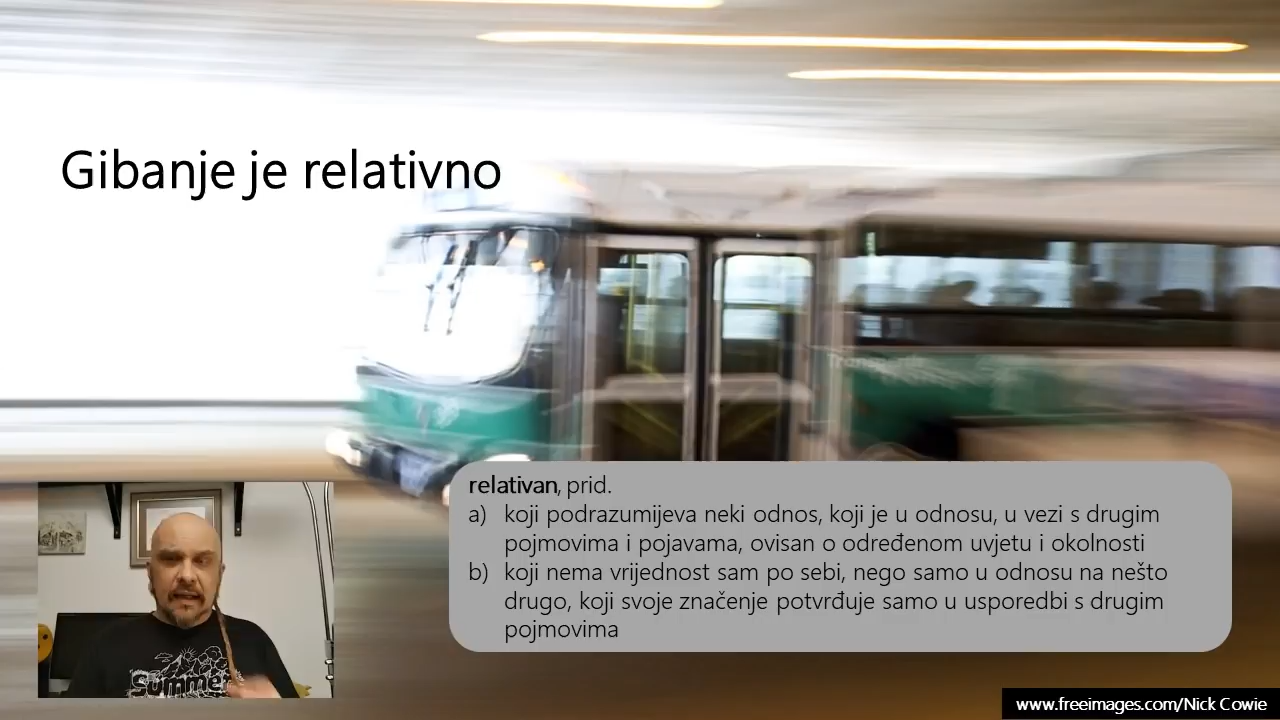 Gibanje je relativno
relativan, prid.
a) koji podrazumijeva neki odnos, koji je u odnosu, u vezi s drugim
pojmovima i pojavama, ovisan o određenom uvjetu i okolnosti
b) koji nema vrijednost sam po sebi, nego samo u odnosu na nešto
drugo, koji svoje značenje potvrđuje samo u usporedbi s drugim
pojmovima
Summer
www.freeimages.com/Nick Cowie